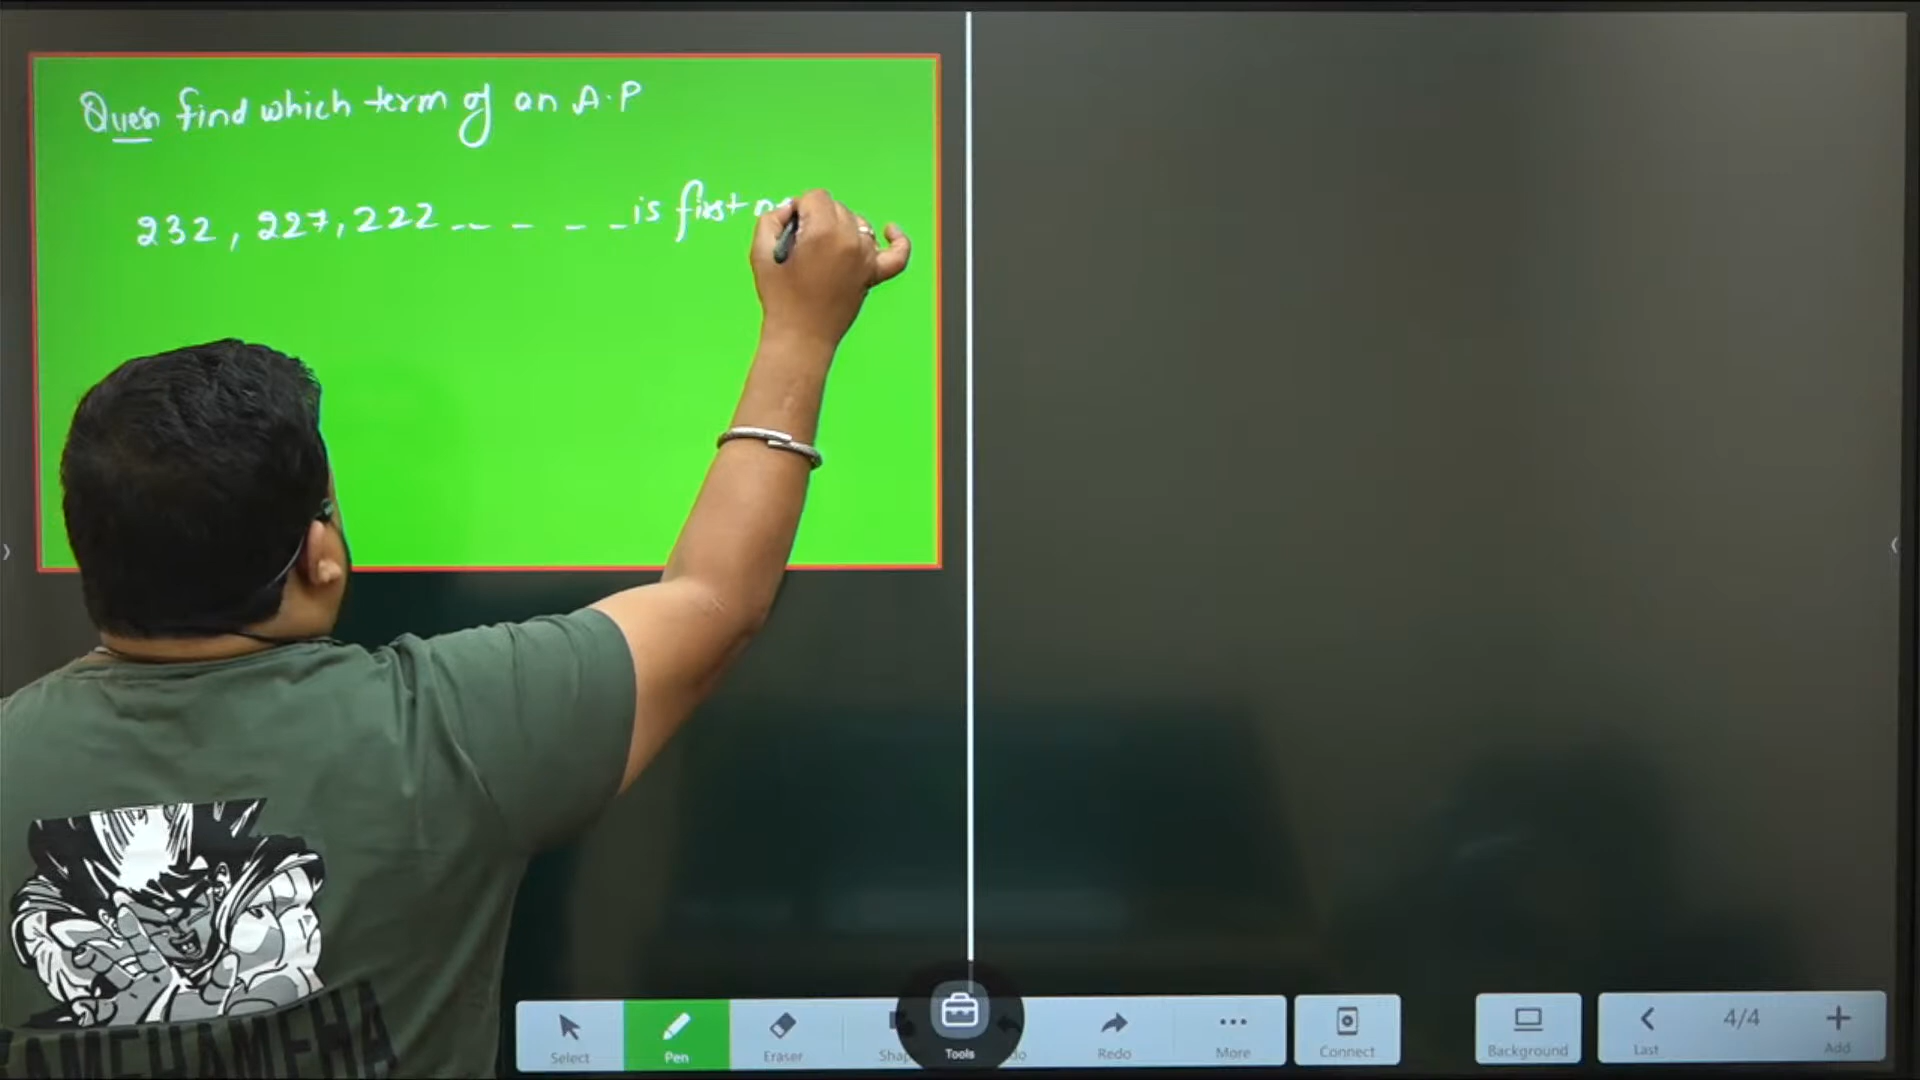 Quesn find which term of an A.P
232, 227, 222 -- - - - is first
KAMEHAMEHA
Select
Pen
Eraser
Tools
Redo
More
Connect
Background
4/4
Last
Add